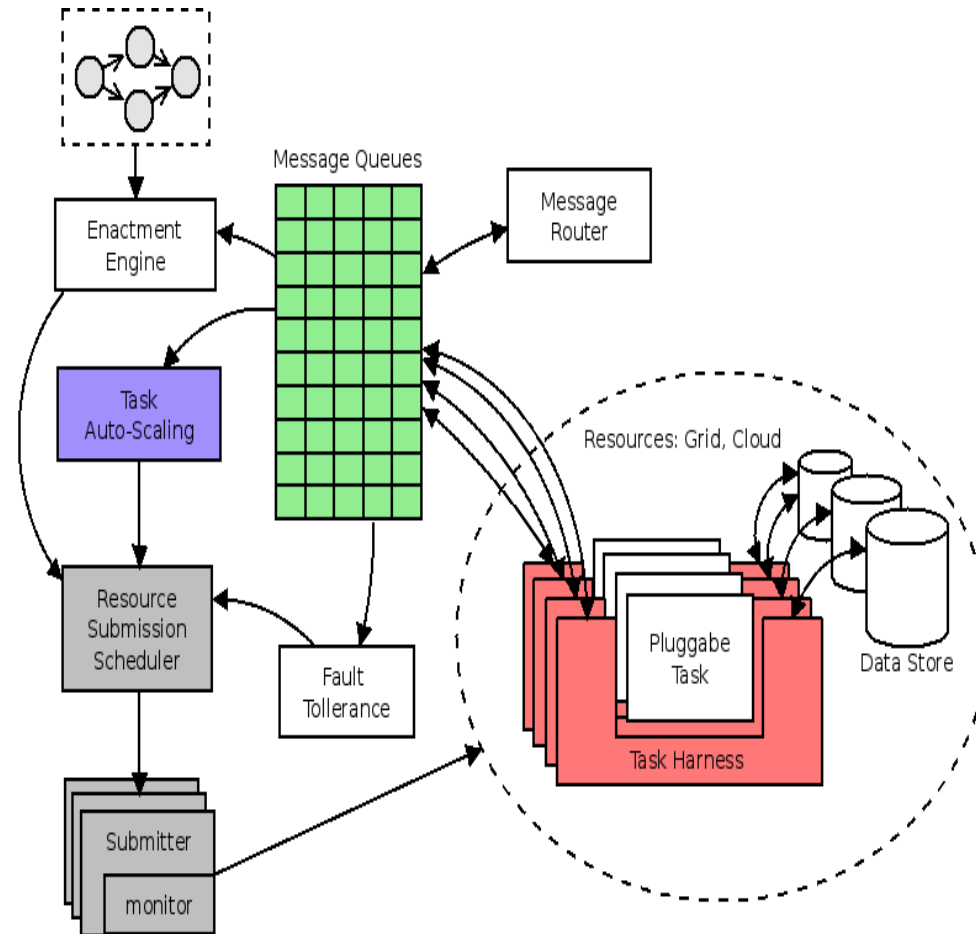 Message Queues
Enactment
Engine
Message
Router
Task
Auto-Scaling
Resources: Grid, Cloud
Resource
Submission
Scheduler
Fault
Tollerance
Pluggabe
Task
Data Store
Task Harness
Submitter
monitor